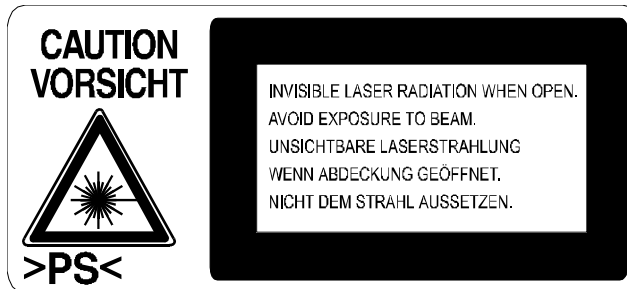 CAUTION
VORSICHT
>PS<
INVISIBLE LASER RADIATION WHEN OPEN.
AVOID EXPOSURE TO BEAM.
UNSICHTBARE LASERSTRAHLUNG
WENN ABDECKUNG GEÖFFNET.
NICHT DEM STRAHL AUSSETZEN.